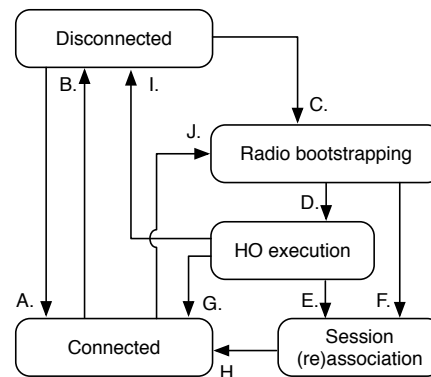 Disconnected
B.
I.
C.
J.
Radio bootstrapping
D.
HO execution
A.
G.
E.
F.
Connected
Session
(re)association
H